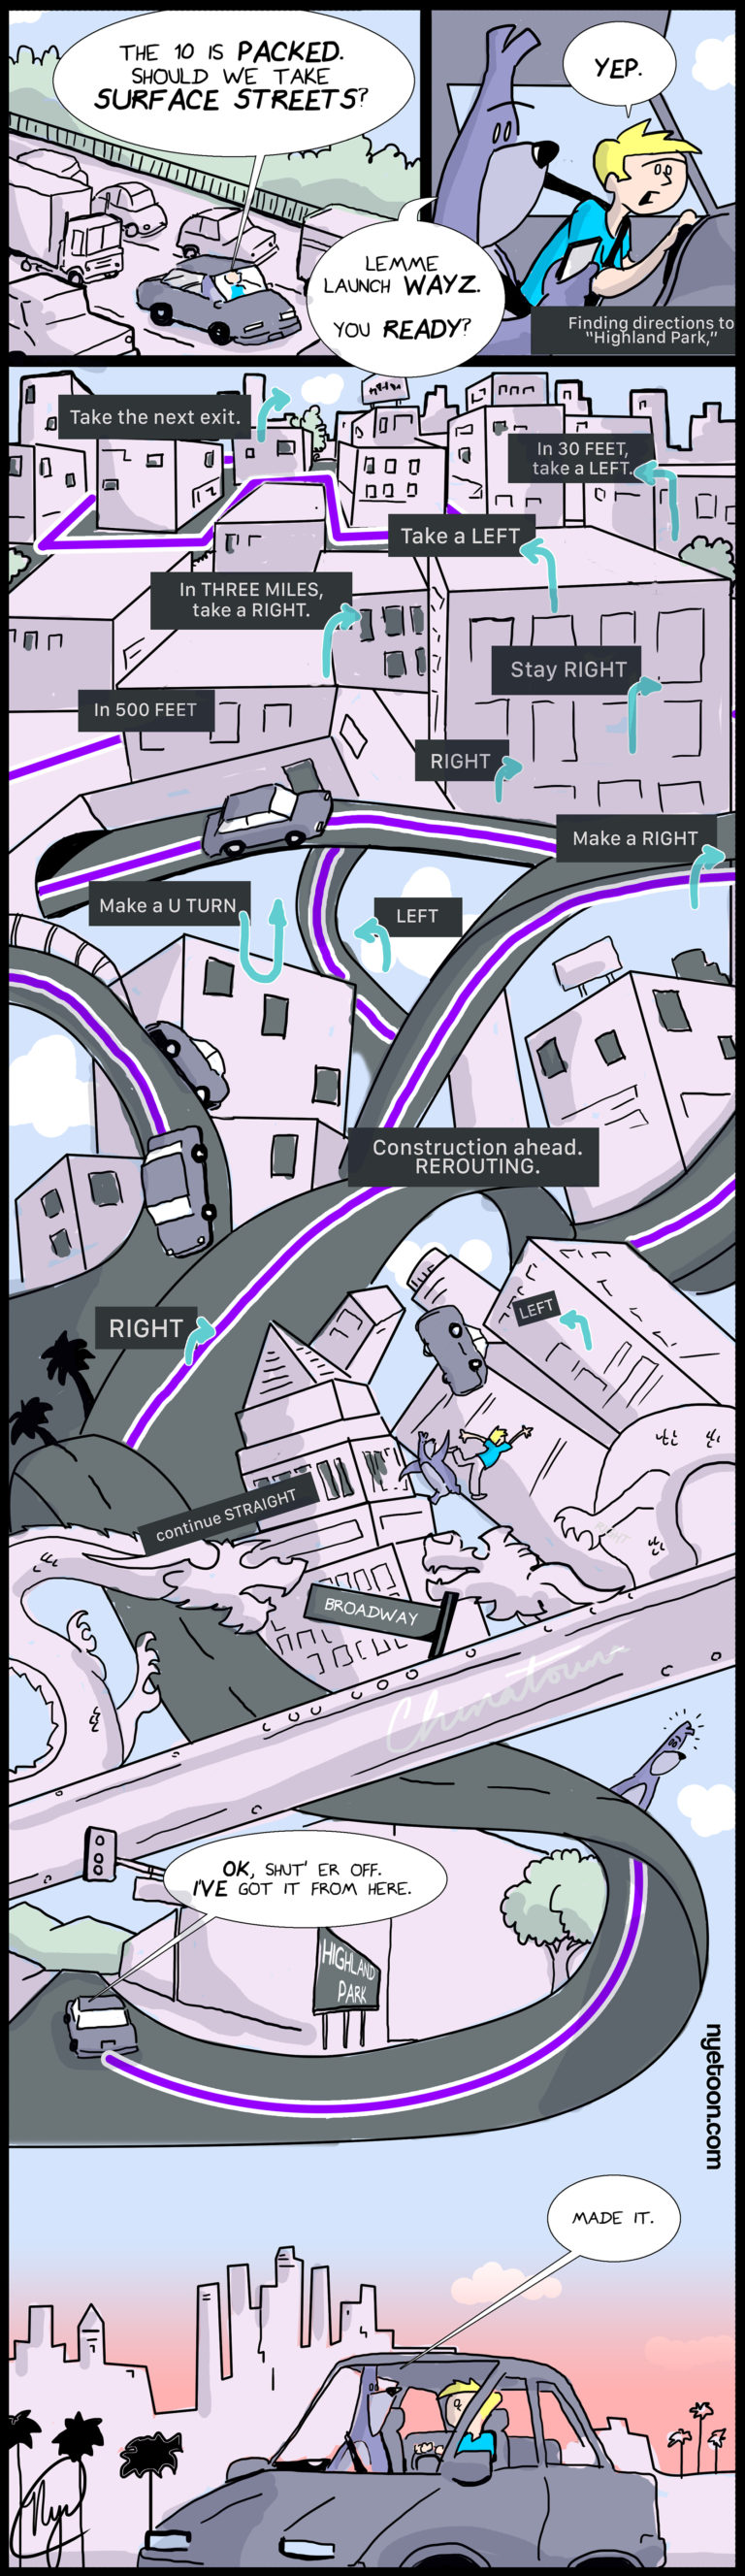 THE 10 IS PACKED.
SHOULD WE TAKE
SURFACE STREETS?
YEP.
LEMME
LAUNCH WAYZ.
YOU READY?
Finding directions to
"Highland Park,"
Take the next exit.
In 30 FEET,
take a LEFT.
Take a LEFT
In THREE MILES,
take a RIGHT.
Stay RIGHT
In 500 FEET
RIGHT
Make a RIGHT
Make a U TURN
LEFT
Construction ahead.
REROUTING.
RIGHT
LEFT
continue STRAIGHT
BROADWAY
Chinatown
OK, SHUT' ER OFF.
I'VE GOT IT FROM HERE.
HIGHLAND
PARK
nyetoon.com
MADE IT.
Nye